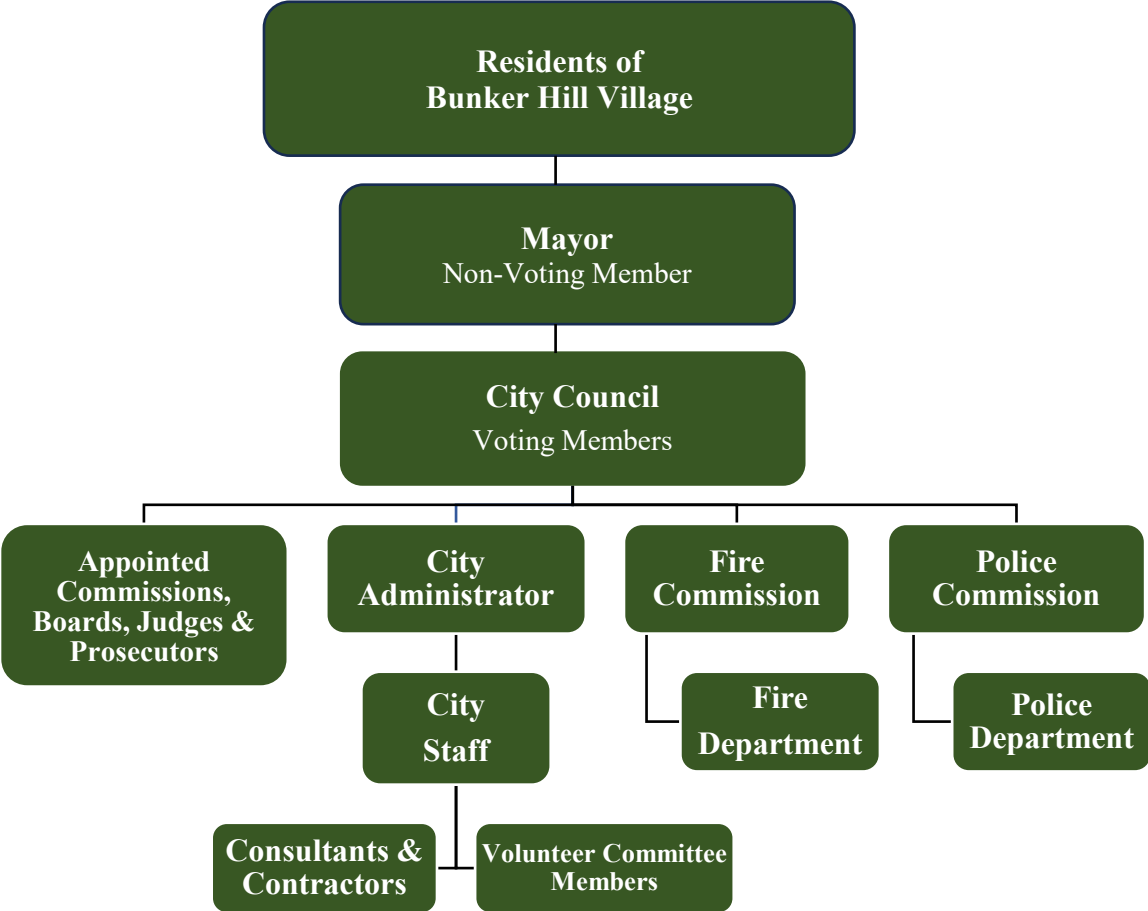 Residents of
Bunker Hill Village
Mayor
Non-Voting Member
City Council
Voting Members
Appointed
Commissions,
Boards, Judges &
Prosecutors
City
Administrator
Fire
Commission
Police
Commission
City
Staff
Fire
Department
Police
Department
Consultants &
Contractors
Volunteer Committee
Members